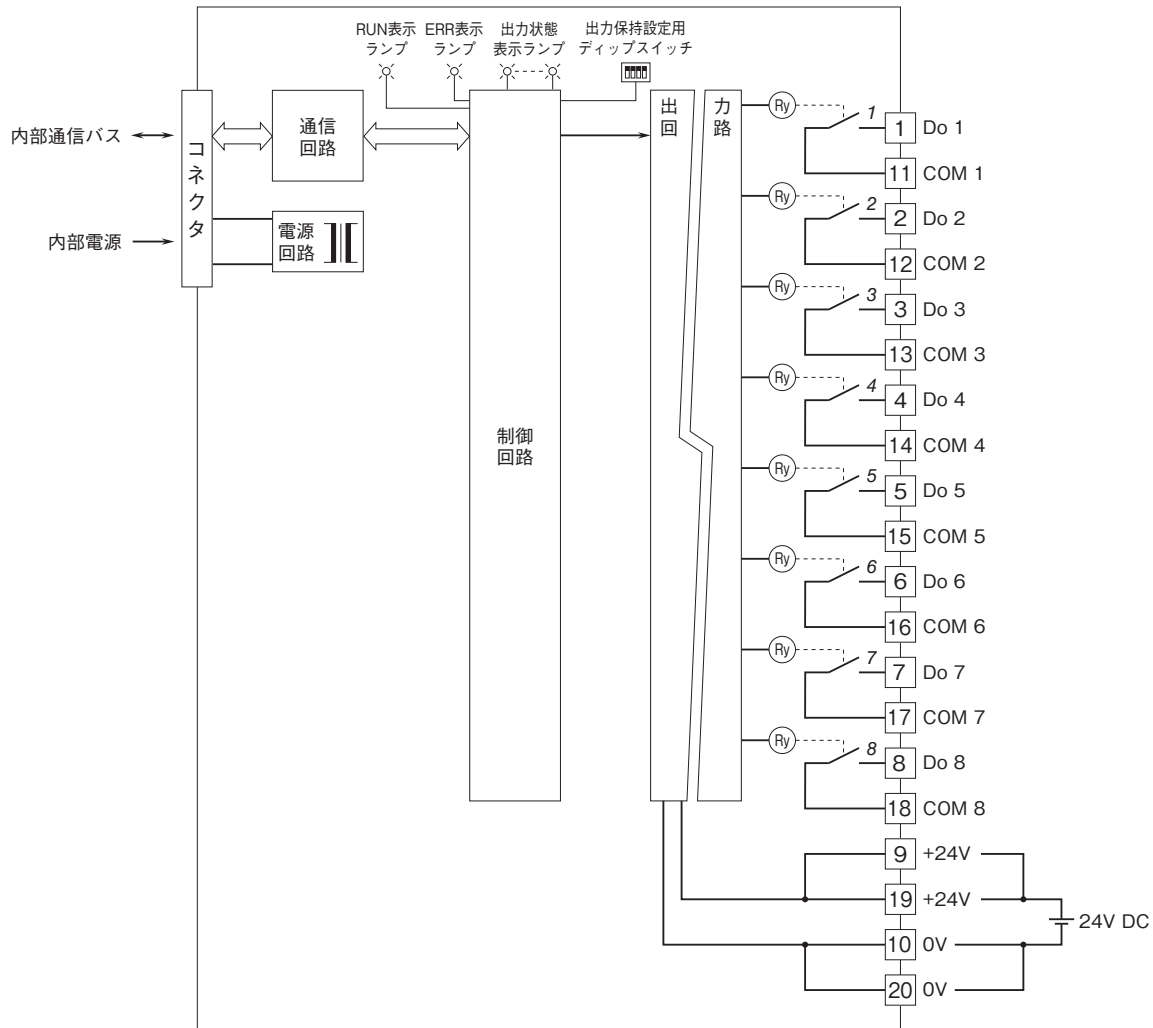 RUN表示
ランプ
ERR表示
ランプ
出力状態
表示ランプ
出力保持設定用
ディップスイッチ
内部通信バス
内部電源
コネクタ
通信
回路
電源
回路
制御
回路
出力
回路
Ry
1
1 Do 1
11 COM 1
Ry
2
2 Do 2
12 COM 2
Ry
3
3 Do 3
13 COM 3
Ry
4
4 Do 4
14 COM 4
Ry
5
5 Do 5
15 COM 5
Ry
6
6 Do 6
16 COM 6
Ry
7
7 Do 7
17 COM 7
Ry
8
8 Do 8
18 COM 8
9 +24V
19 +24V
10 0V
20 0V
24V DC